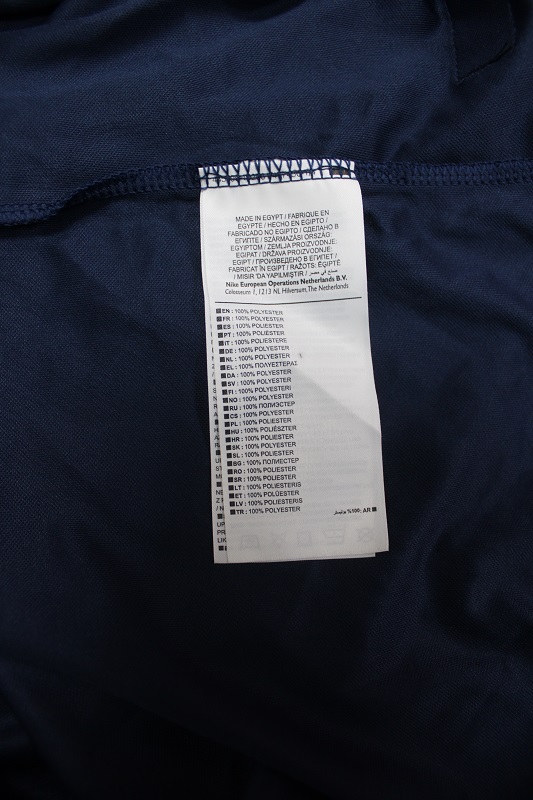 MADE IN EGYPT / FABRIQUE EN
EGYPTE / HECHO EN EGIPTO /
FABRICADO NO EGIPTO / СДЕЛАНО В
ЕГИПТЕ / SZÁRMAZÁSI ORSZÁG:
EGYIPTOM / ZEMLJA PROIZVODNJE:
EGIPAT / DRŽAVA PROIZVODNJE:
EGIPT / ПРОИЗВЕДЕНО В ЕГИПЕТ /
FABRICAT ÎN EGIPT / RAŽOTS: ĒĢIPTĒ
/ MISIR 'DA YAPILMIŞTIR / صنع في مصر
Nike European Operations Netherlands B.V.
Colosseum 1, 1213 NL Hilversum, The Netherlands
EN : 100% POLYESTER
FR : 100% POLYESTER
ES : 100% POLIÉSTER
PT : 100% POLIÉSTER
IT : 100% POLIESTERE
DE : 100% POLYESTER
NL : 100% POLYESTER
EL : 100% ΠΟΛΥΕΣΤΕΡΑΣ
DA : 100% POLYESTER
SV : 100% POLYESTER
FI : 100% POLYESTERI
NO : 100% POLYESTER
RU : 100% ПОЛИЭСТЕР
CS : 100% POLYESTER
PL : 100% POLIESTER
HU : 100% POLIÉSZTER
HR : 100% POLIESTER
SK : 100% POLYESTER
SL : 100% POLIESTER
BG : 100% ПОЛИЕСТЕР
RO : 100% POLIESTER
SR : 100% POLIESTER
LT : 100% POLIESTERIS
ET : 100% POLÜESTER
LV : 100% POLIESTERIS
TR : 100% POLYESTER
AR :100% بوليستر